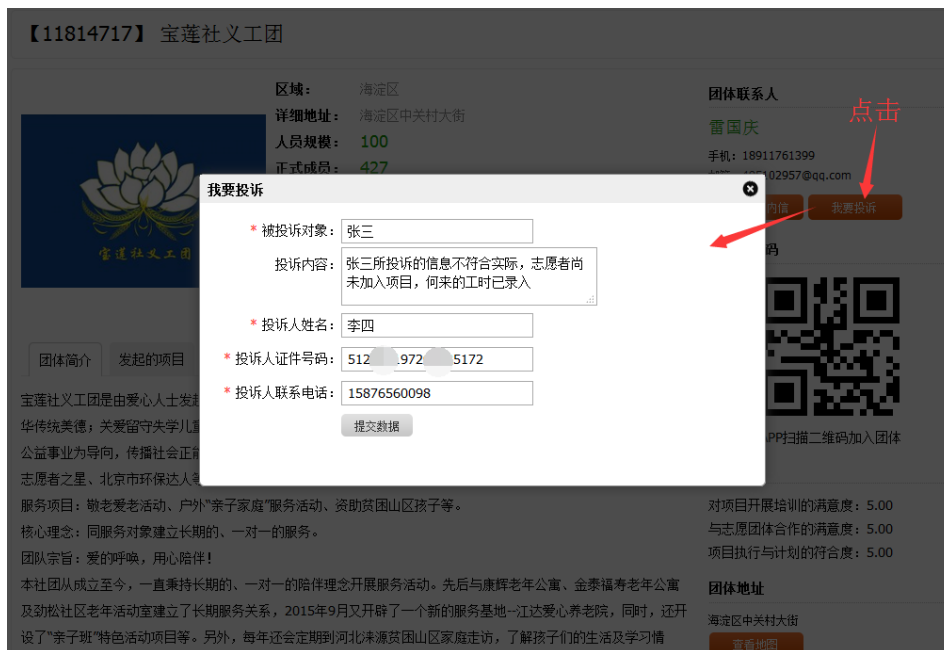 【11814717】 宝莲社义工团
区域： 海淀区
详细地址： 海淀区中关村大街
人员规模： 100
正式成员： 427
宝莲社义工团
团体联系人
点击
雷国庆
手机：18911761399
02957@qq.com
内信
我要投诉
码
APP扫描二维码加入团体
我要投诉
* 被投诉对象： 张三
投诉内容： 张三所投诉的信息不符合实际，志愿者尚
未加入项目，何来的工时已录入
* 投诉人姓名： 李四
* 投诉人证件号码： 512 972 5172
* 投诉人联系电话： 15876560098
提交数据
团体简介
发起的项目
宝莲社义工团是由爱心人士发起
华传统美德；关爱留守失学儿童
公益事业为导向，传播社会正能
志愿者之星、北京市环保达人等
服务项目：敬老爱老活动、户外“亲子家庭”服务活动、资助贫困山区孩子等。
核心理念：同服务对象建立长期的、一对一的服务。
团队宗旨：爱的呼唤，用心陪伴！
本社团从成立至今，一直秉持长期的、一对一的陪伴理念开展服务活动。先后与康辉老年公寓、金泰福寿老年公寓
及劲松社区老年活动室建立了长期服务关系，2015年9月又开辟了一个新的服务基地--江达爱心养老院，同时，还开
设了“亲子班”特色活动项目等。另外，每年还会定期到河北涞源贫困山区家庭走访，了解孩子们的生活及学习情
对项目开展培训的满意度：5.00
与志愿团体合作的满意度：5.00
项目执行与计划的符合度：5.00
团体地址
海淀区中关村大街
查看地图